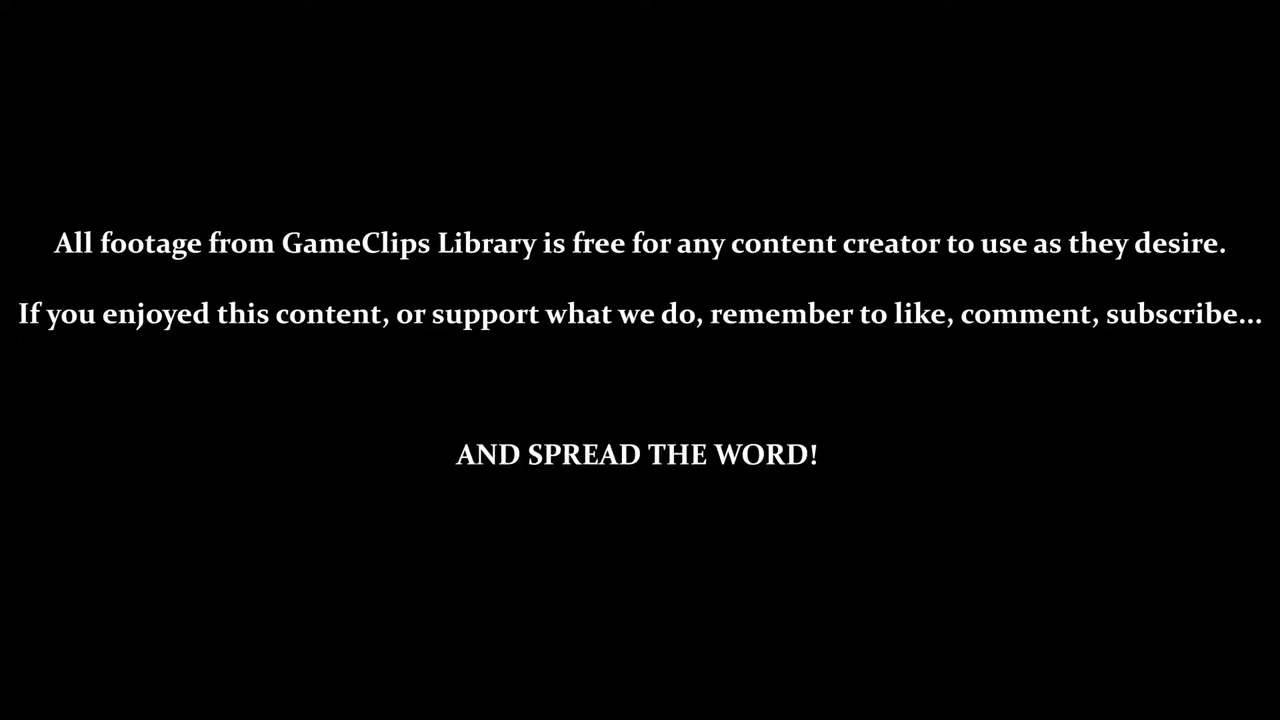 All footage from GameClips Library is free for any content creator to use as they desire.
If you enjoyed this content, or support what we do, remember to like, comment, subscribe...
AND SPREAD THE WORD!